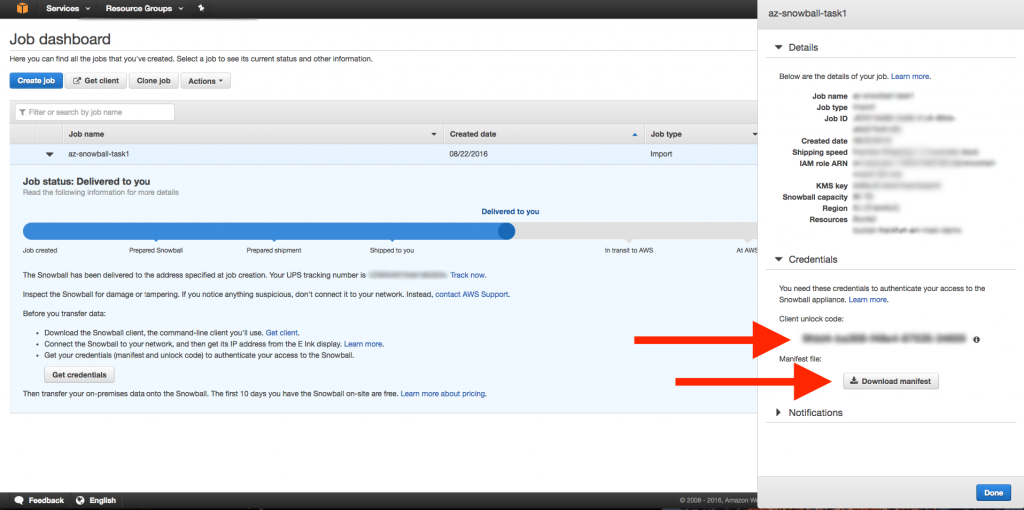 Services
Resource Groups
Job dashboard
Here you can find all the jobs that you've created. Select a job to see its current status and other information.
Create job
Get client
Clone job
Actions
Filter or search by job name
Job name
Created date
Job type
az-snowball-task1
08/22/2016
Import
Job status: Delivered to you
Read the following information for more details
Delivered to you
Job created
Prepared Snowball
Prepared shipment
Shipped to you
In transit to AWS
At AWS
The Snowball has been delivered to the address specified at job creation. Your UPS tracking number is Track now.
Inspect the Snowball for damage or tampering. If you notice anything suspicious, don't connect it to your network. Instead, contact AWS Support.
Before you transfer data:
• Download the Snowball client, the command-line client you'll use. Get client.
• Connect the Snowball to your network, and then get its IP address from the E Ink display. Learn more.
• Get your credentials (manifest and unlock code) to authenticate your access to the Snowball.
Get credentials
Then transfer your on-premises data onto the Snowball. The first 10 days you have the Snowball on-site are free. Learn more about pricing.
Feedback
English
© 2008 - 2016, Amazon We
az-snowball-task1
Details
Below are the details of your job. Learn more.
Job name
Job type
Job ID
Created date
Shipping speed
IAM role ARN
KMS key
Snowball capacity
Region
Resources
Credentials
You need these credentials to authenticate your access to the
Snowball appliance. Learn more.
Client unlock code:
Manifest file:
Download manifest
Notifications
Done